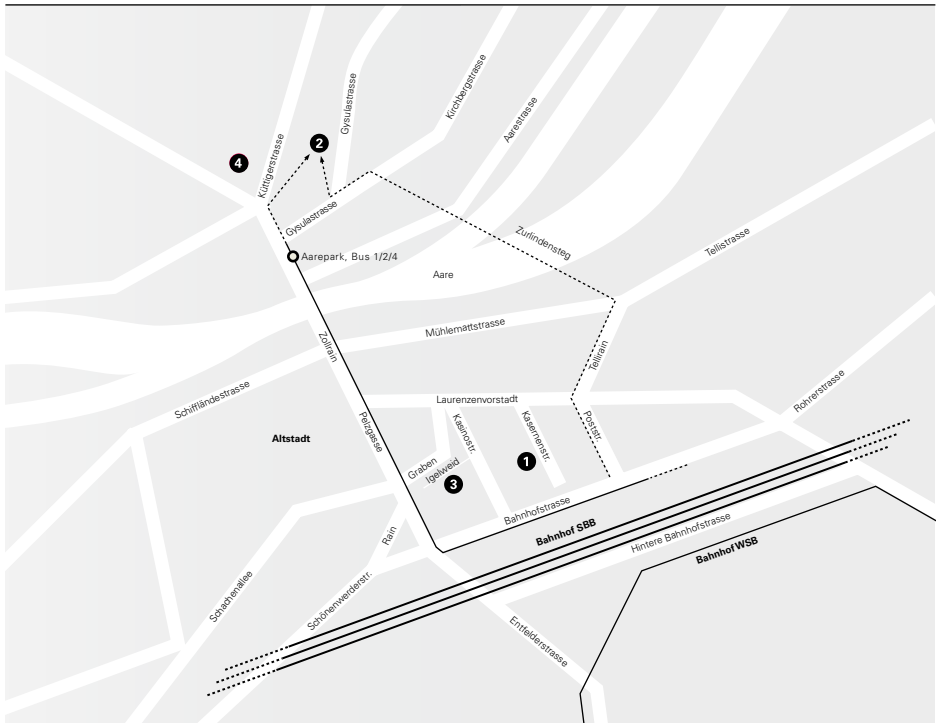 Kirchbergstrasse
Gysulastrasse
Aarestrasse
2
4
Küttigerstrasse
Gysulastrasse
Zurlindensteg
Tellistrasse
Aarepark, Bus 1/2/4
Aare
Mühlemattstrasse
Zollrain
Tellirain
Schiffländestrasse
Laurenzenvorstadt
Rohrerstrasse
Pelzgasse
Kasinostr.
Kasernenstr.
Poststr.
Altstadt
Graben
Igelweid
1
3
Bahnhofstrasse
Rain
Bahnhof SBB
Hintere Bahnhofstrasse
Bahnhof WSB
Schachenallee
Schönenwerderstr.
Entfelderstrasse